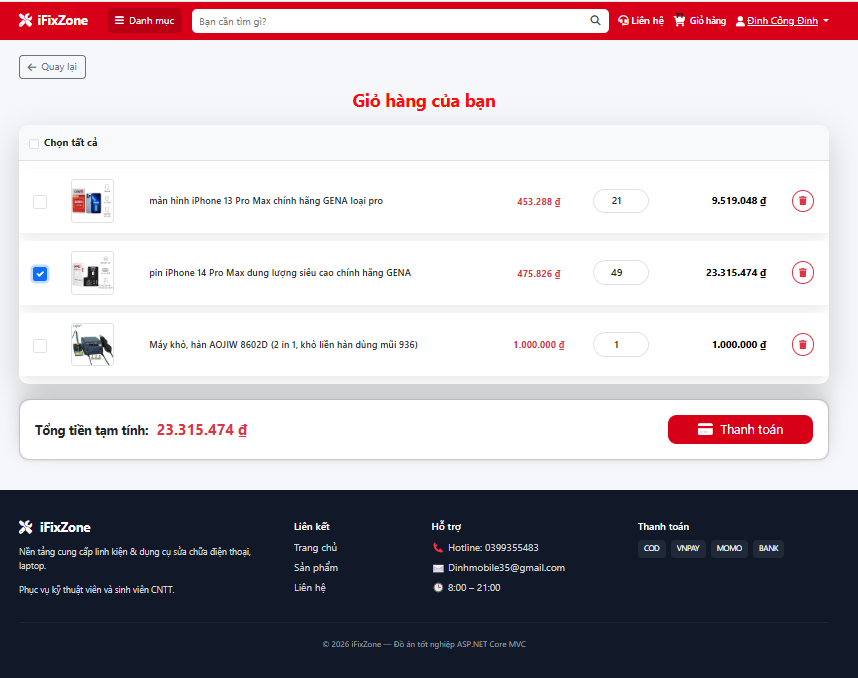 iFixZone
Danh mục
Bạn cần tìm gì?
Liên hệ
Giỏ hàng
Đinh Công Định
Quay lại
Giỏ hàng của bạn
Chọn tất cả
màn hình iPhone 13 Pro Max chính hãng GENA loại pro 453.288 ₫ 21 9.519.048 ₫
pin iPhone 14 Pro Max dung lượng siêu cao chính hãng GENA 475.826 ₫ 49 23.315.474 ₫
Máy khò, hàn AOJIW 8602D (2 in 1, khò liền hàn dùng mũi 936) 1.000.000 ₫ 1 1.000.000 ₫
Tổng tiền tạm tính: 23.315.474 ₫
Thanh toán
iFixZone
Nền tảng cung cấp linh kiện & dụng cụ sửa chữa điện thoại,
laptop.
Phục vụ kỹ thuật viên và sinh viên CNTT.
Liên kết
Trang chủ
Sản phẩm
Liên hệ
Hỗ trợ
Hotline: 0399355483
Dinhmobile35@gmail.com
8:00 – 21:00
Thanh toán
COD VNPAY MOMO BANK
© 2026 iFixZone — Đồ án tốt nghiệp ASP.NET Core MVC